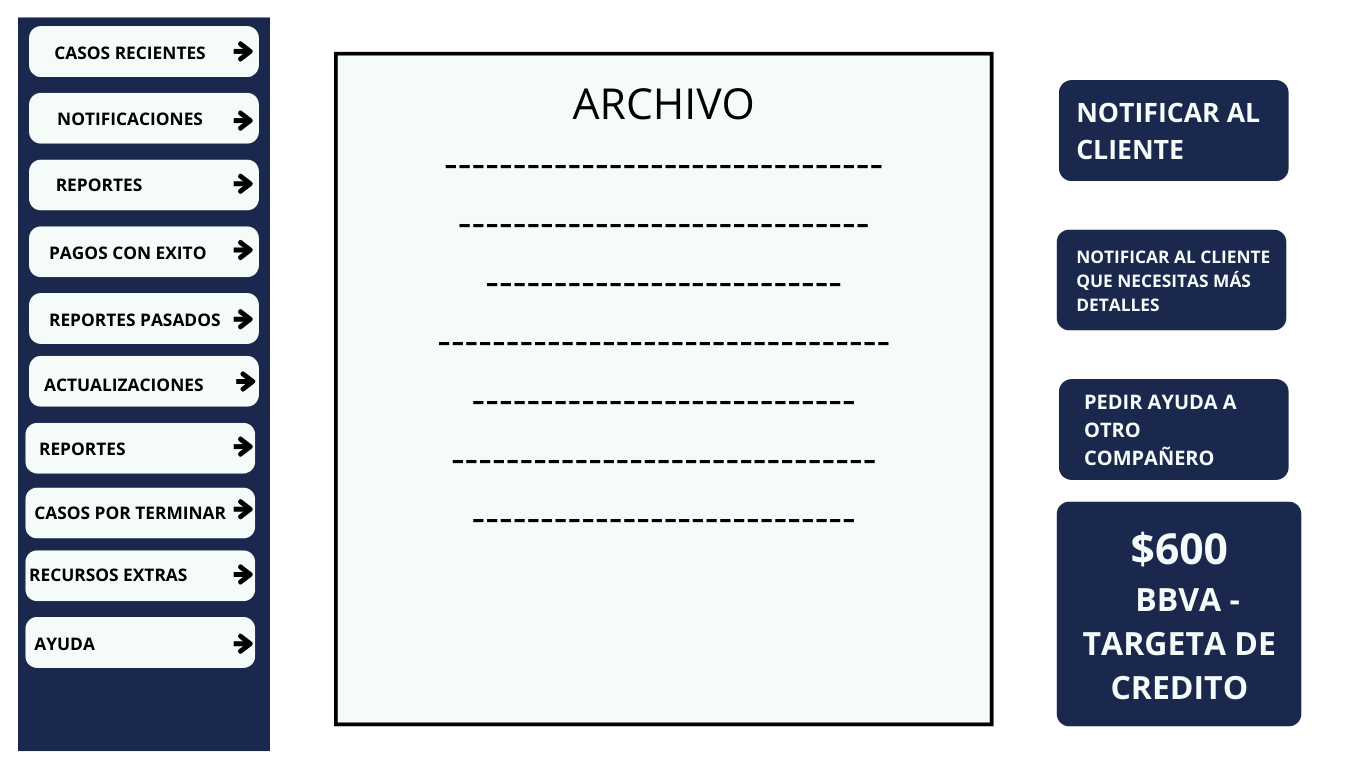 CASOS RECIENTES
NOTIFICACIONES
REPORTES
PAGOS CON EXITO
REPORTES PASADOS
ACTUALIZACIONES
REPORTES
CASOS POR TERMINAR
RECURSOS EXTRAS
AYUDA
ARCHIVO
--------------------------------
------------------------------
--------------------------
---------------------------------
----------------------------
-------------------------------
----------------------------
NOTIFICAR AL
CLIENTE
NOTIFICAR AL CLIENTE
QUE NECESITAS MÁS
DETALLES
PEDIR AYUDA A
OTRO
COMPAÑERO
$600
BBVA -
TARGETA DE
CREDITO